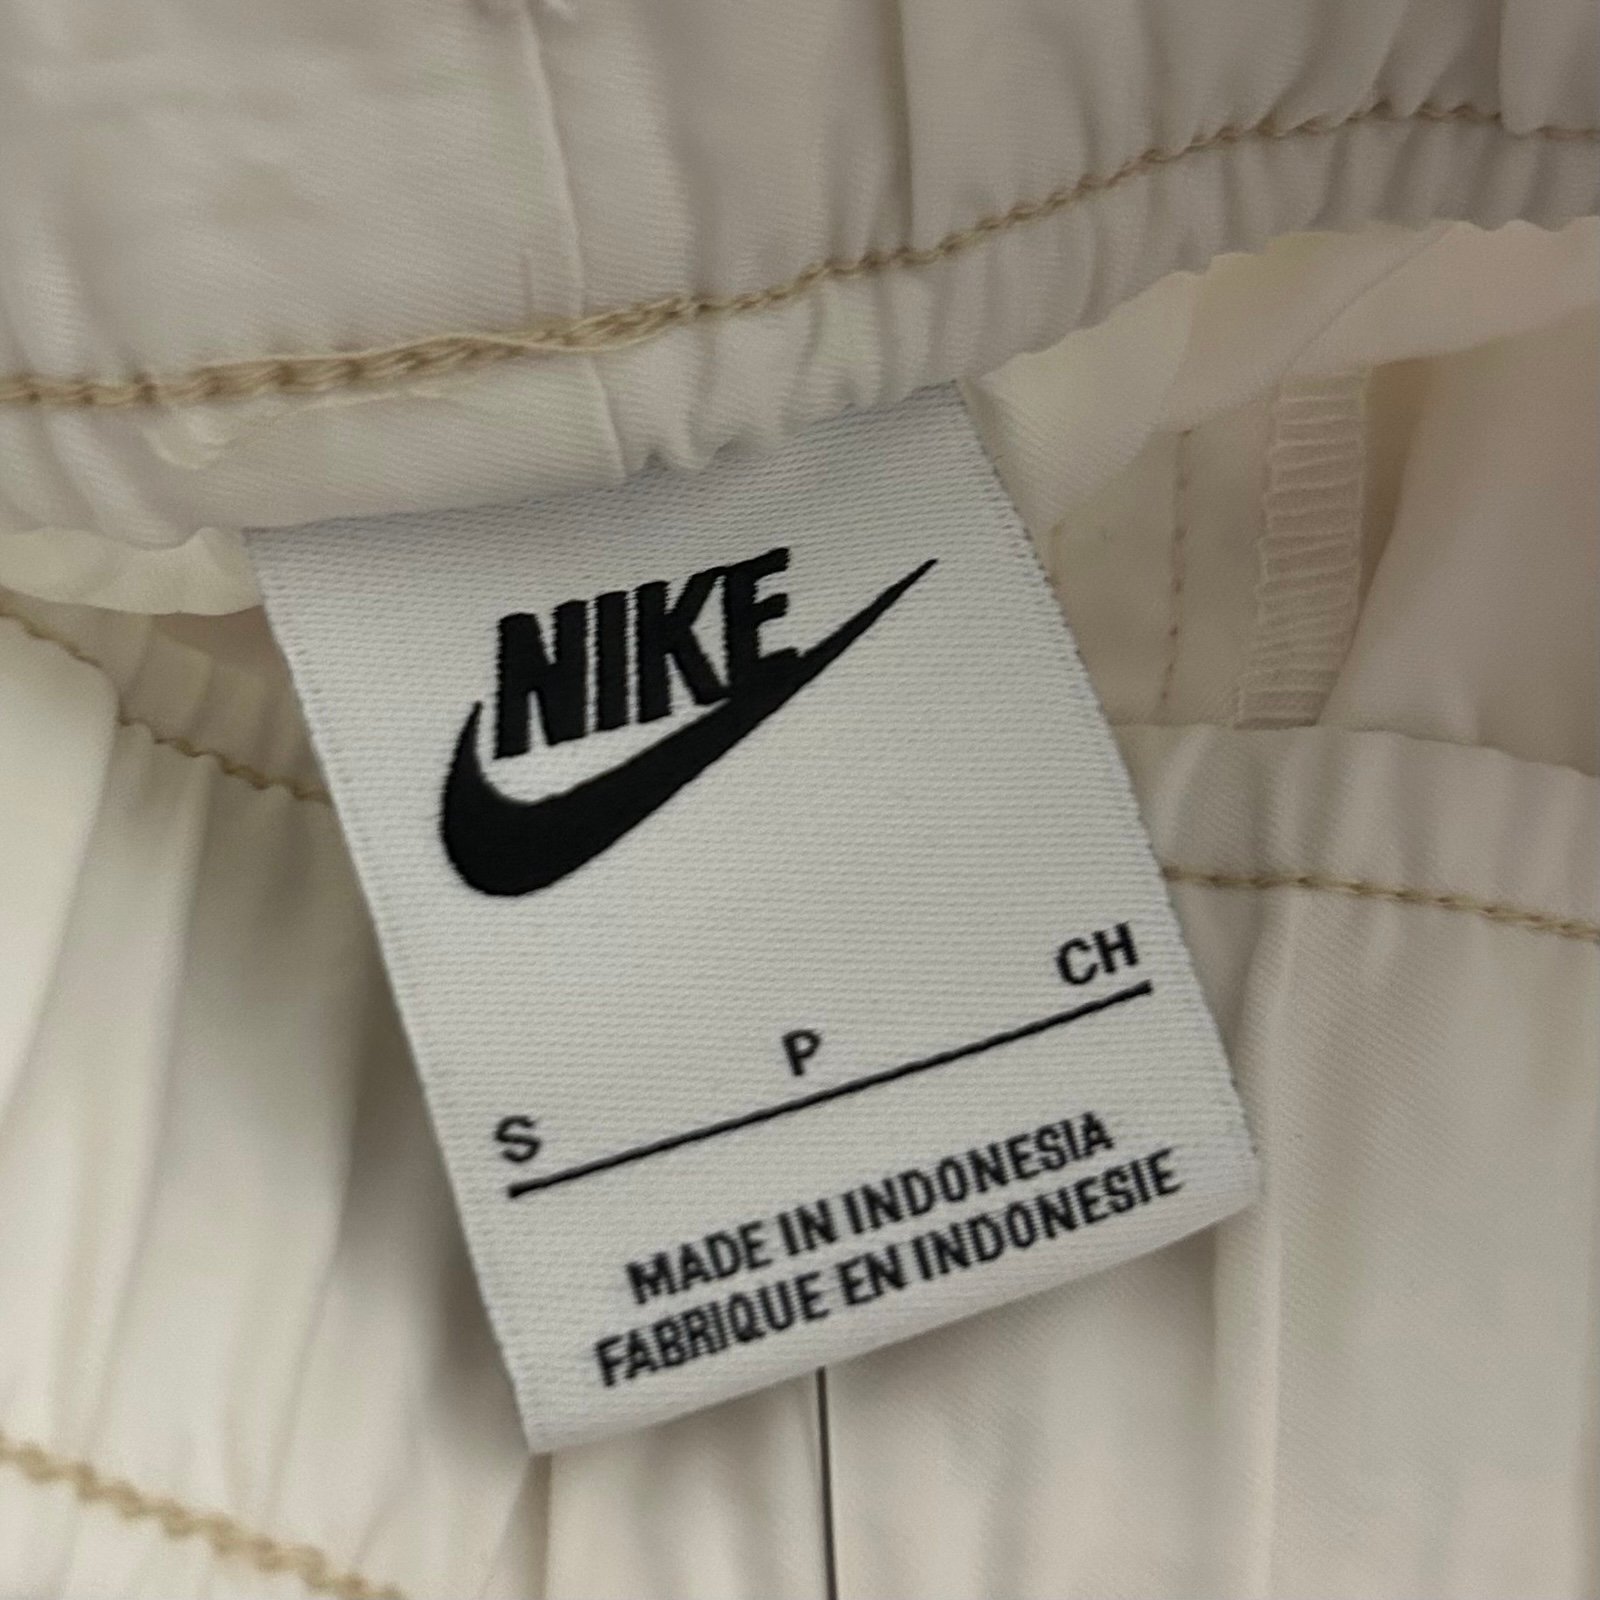 NIKE
S P CH
MADE IN INDONESIA
FABRIQUE EN INDONESIE